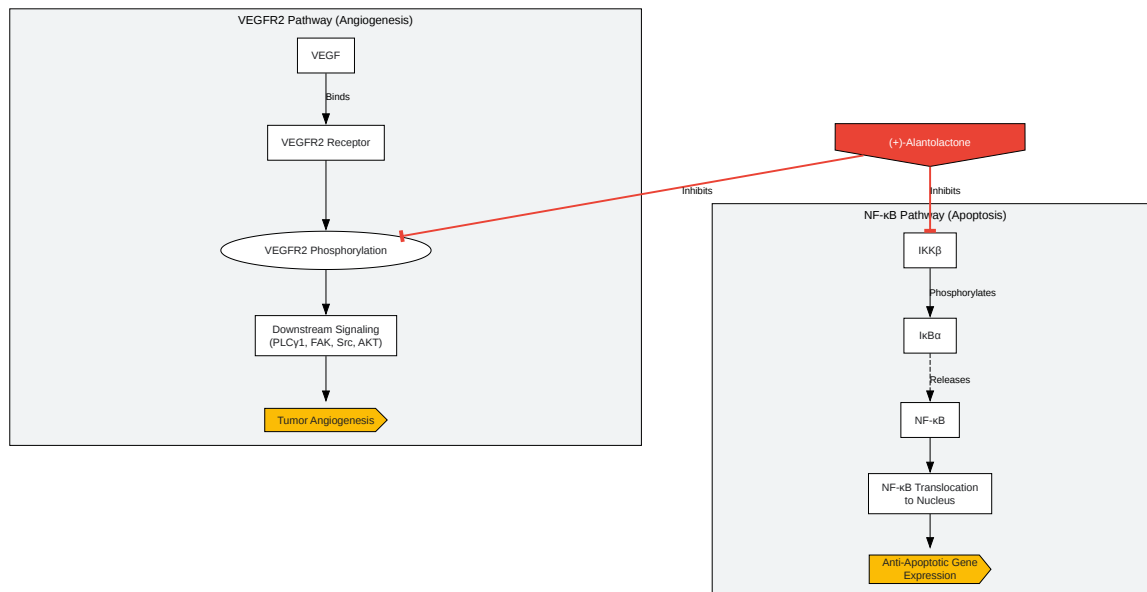 VEGFR2 Pathway (Angiogenesis)
VEGF
Binds
VEGFR2 Receptor
VEGFR2 Phosphorylation
Downstream Signaling
(PLCγ1, FAK, Src, AKT)
Tumor Angiogenesis
(+)-Alantolactone
Inhibits
Inhibits
NF-κB Pathway (Apoptosis)
IKKβ
Phosphorylates
IκBα
Releases
NF-κB
NF-κB Translocation
to Nucleus
Anti-Apoptotic Gene
Expression